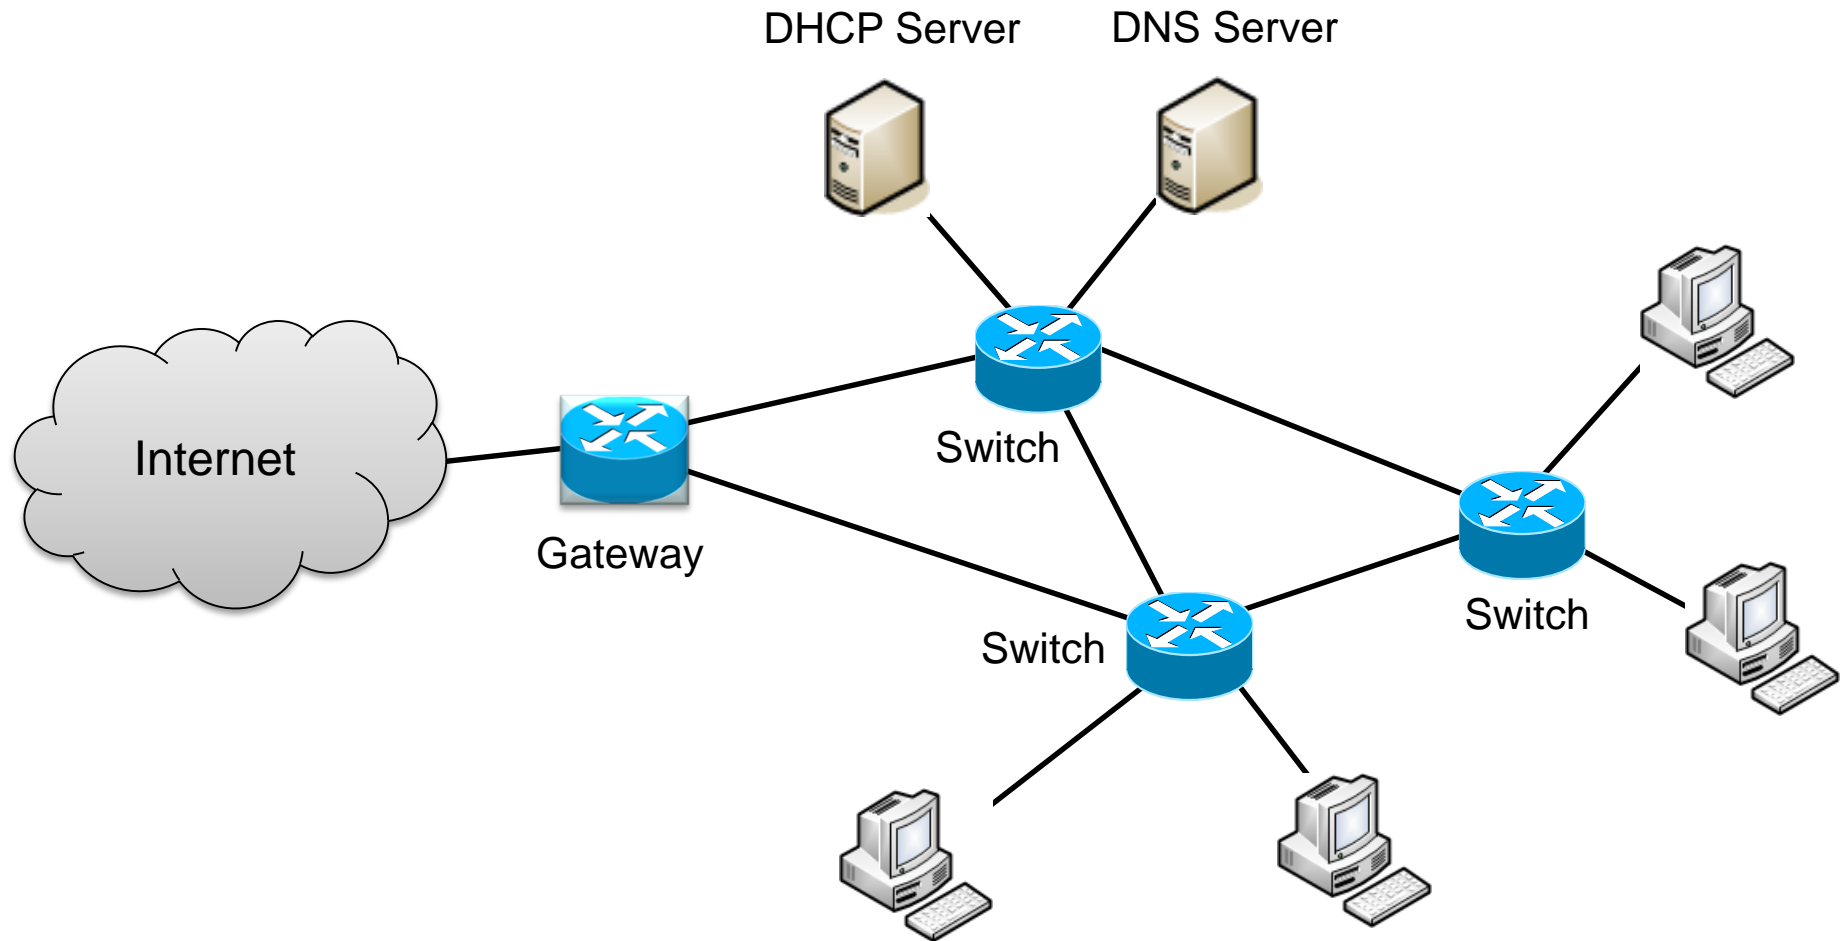 DHCP Server
DNS Server
Internet
Gateway
Switch
Switch
Switch